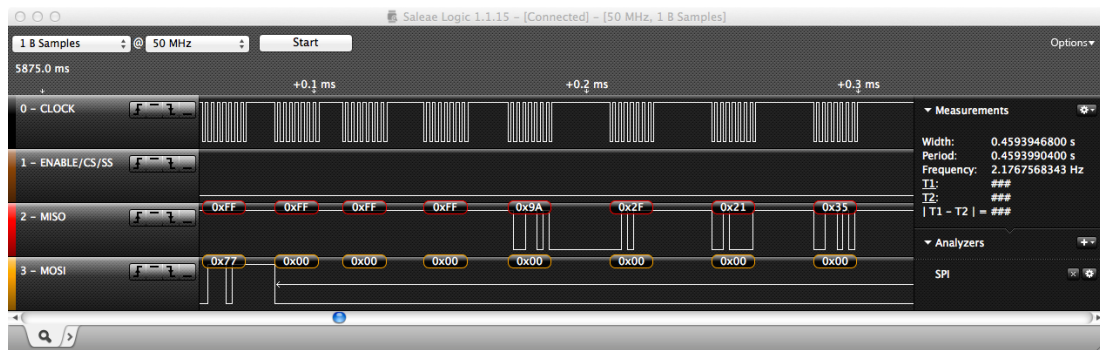 Saleae Logic 1.1.15 – [Connected] – [50 MHz, 1 B Samples]
1 B Samples @ 50 MHz Start Options
5875.0 ms
+0.1 ms +0.2 ms +0.3 ms
0 – CLOCK
Measurements
Width: 0.4593946800 s
Period: 0.4593990400 s
Frequency: 2.1767568343 Hz
T1: ###
T2: ###
| T1 – T2 | = ###
1 – ENABLE/CS/SS
2 – MISO
0xFF 0xFF 0xFF 0xFF 0x9A 0x2F 0x21 0x35
Analyzers
3 – MOSI
0x77 0x00 0x00 0x00 0x00 0x00 0x00 0x00
SPI